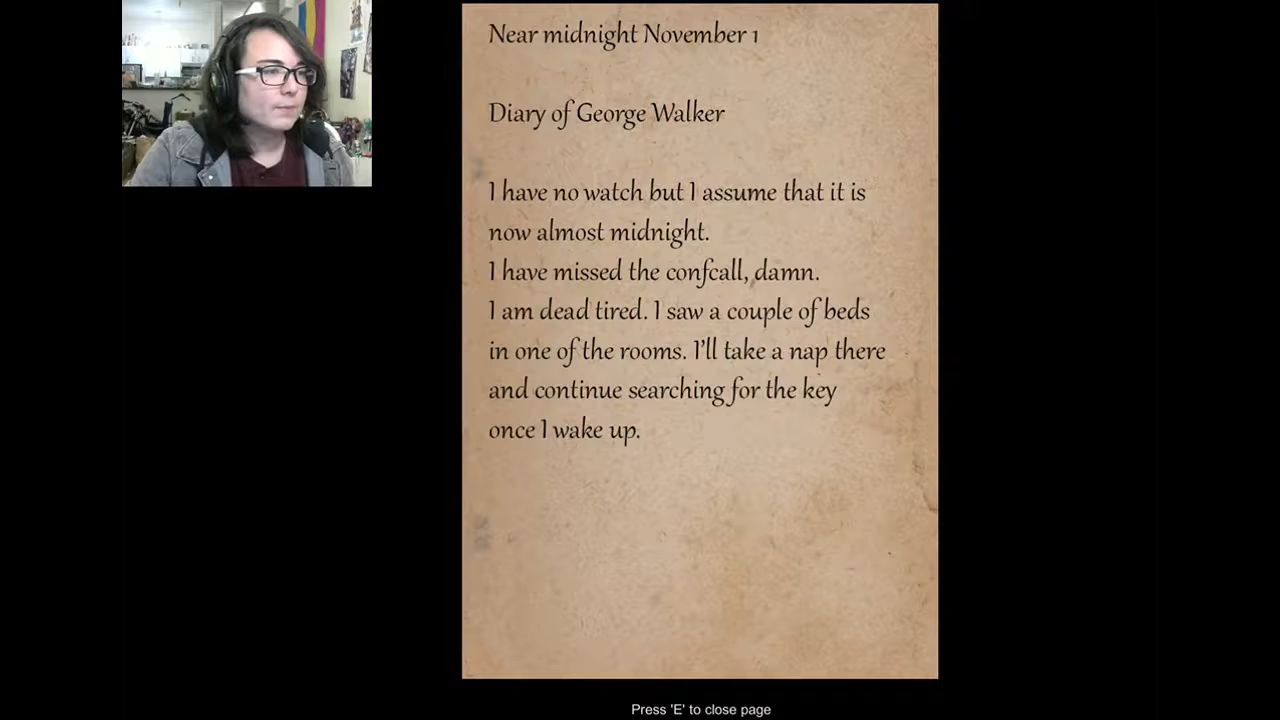 Near midnight November 1
Diary of George Walker
I have no watch but I assume that it is
now almost midnight.
I have missed the confcall, damn.
I am dead tired. I saw a couple of beds
in one of the rooms. I'll take a nap there
and continue searching for the key
once I wake up.
Press 'E' to close page